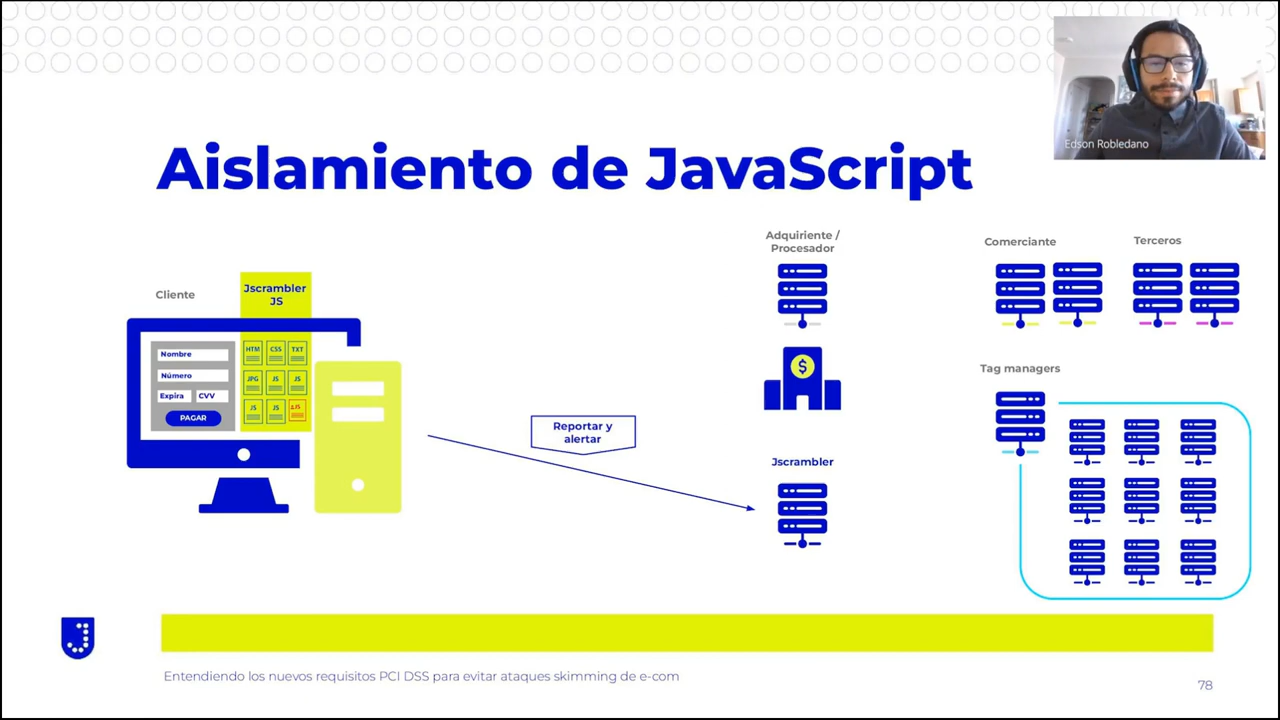 Edson Robledano
Aislamiento de JavaScript
Adquiriente /
Procesador
Comerciante
Terceros
Cliente
Jscrambler
JS
Nombre
Número
Expira
CVV
PAGAR
HTM
CSS
TXT
JPG
JS
JS
JS
JS
JS
$
Tag managers
Reportar y
alertar
Jscrambler
Entendiendo los nuevos requisitos PCI DSS para evitar ataques skimming de e-com
78